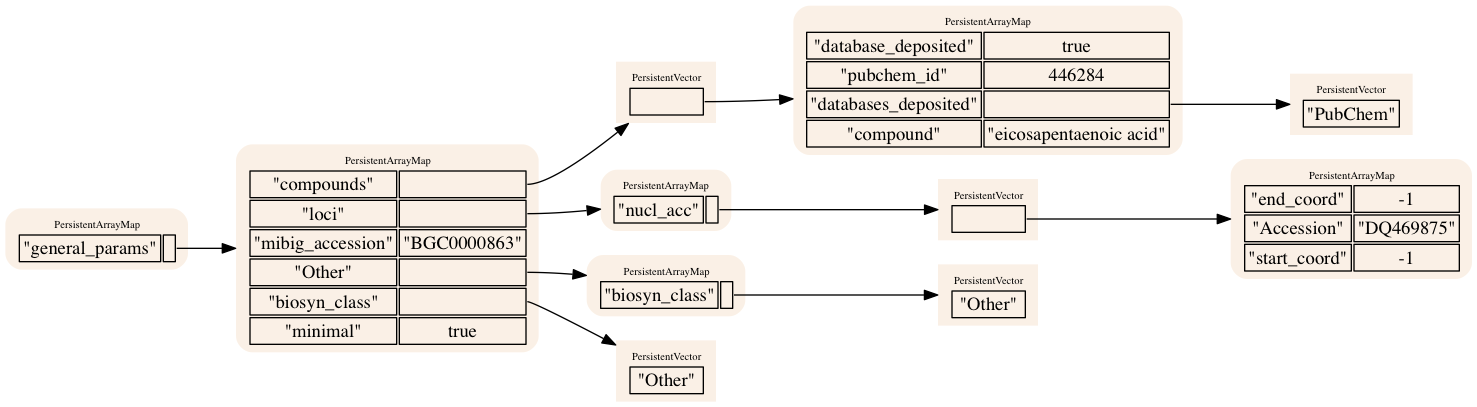 PersistentArrayMap
"general_params"
PersistentArrayMap
"compounds"
"loci"
"mibig_accession" "BGC0000863"
"Other"
"biosyn_class"
"minimal" true
PersistentVector
PersistentArrayMap
"database_deposited" true
"pubchem_id" 446284
"databases_deposited"
"compound" "eicosapentaenoic acid"
PersistentVector
"PubChem"
PersistentArrayMap
"nucl_acc"
PersistentVector
PersistentArrayMap
"end_coord" -1
"Accession" "DQ469875"
"start_coord" -1
PersistentArrayMap
"biosyn_class"
PersistentVector
"Other"
PersistentVector
"Other"